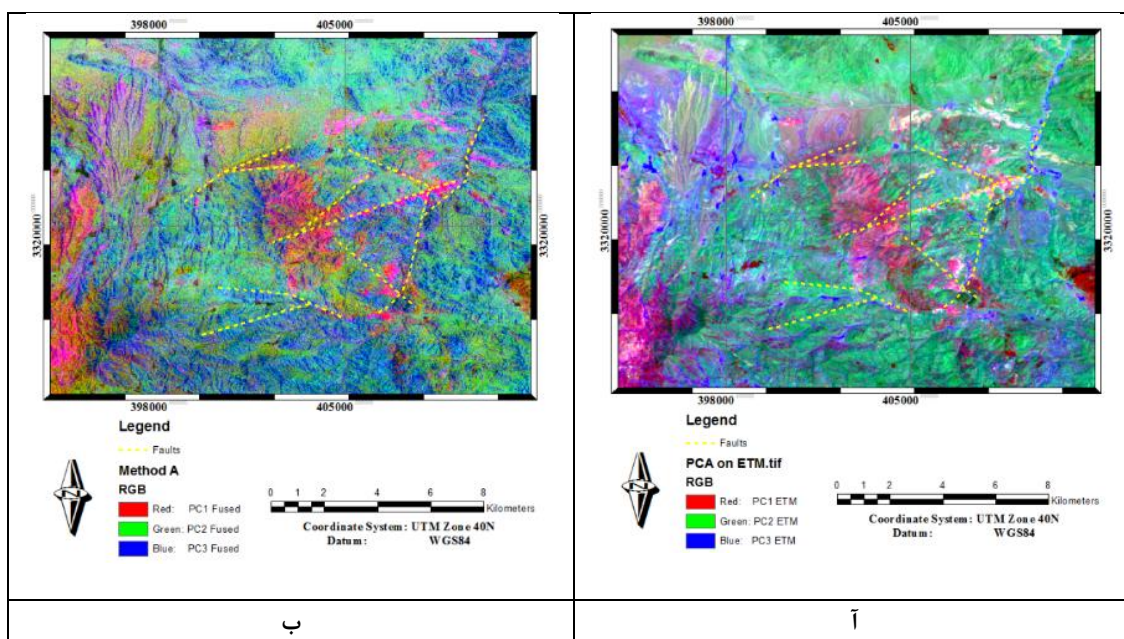 398000 405000
3320000 3320000
398000 405000
Legend
Faults
Method A
RGB
Red: PC1 Fused
Green: PC2 Fused
Blue: PC3 Fused
N
0 2 4 6 8
Kilometers
Coordinate System: UTM Zone 40N
Datum: WGS84
ب
398000 405000
3320000 3320000
398000 405000
Legend
Faults
PCA on ETM.tif
RGB
Red: PC1 ETM
Green: PC2 ETM
Blue: PC3 ETM
N
0 2 4 6 8
Kilometers
Coordinate System: UTM Zone 40N
Datum: WGS84
آ